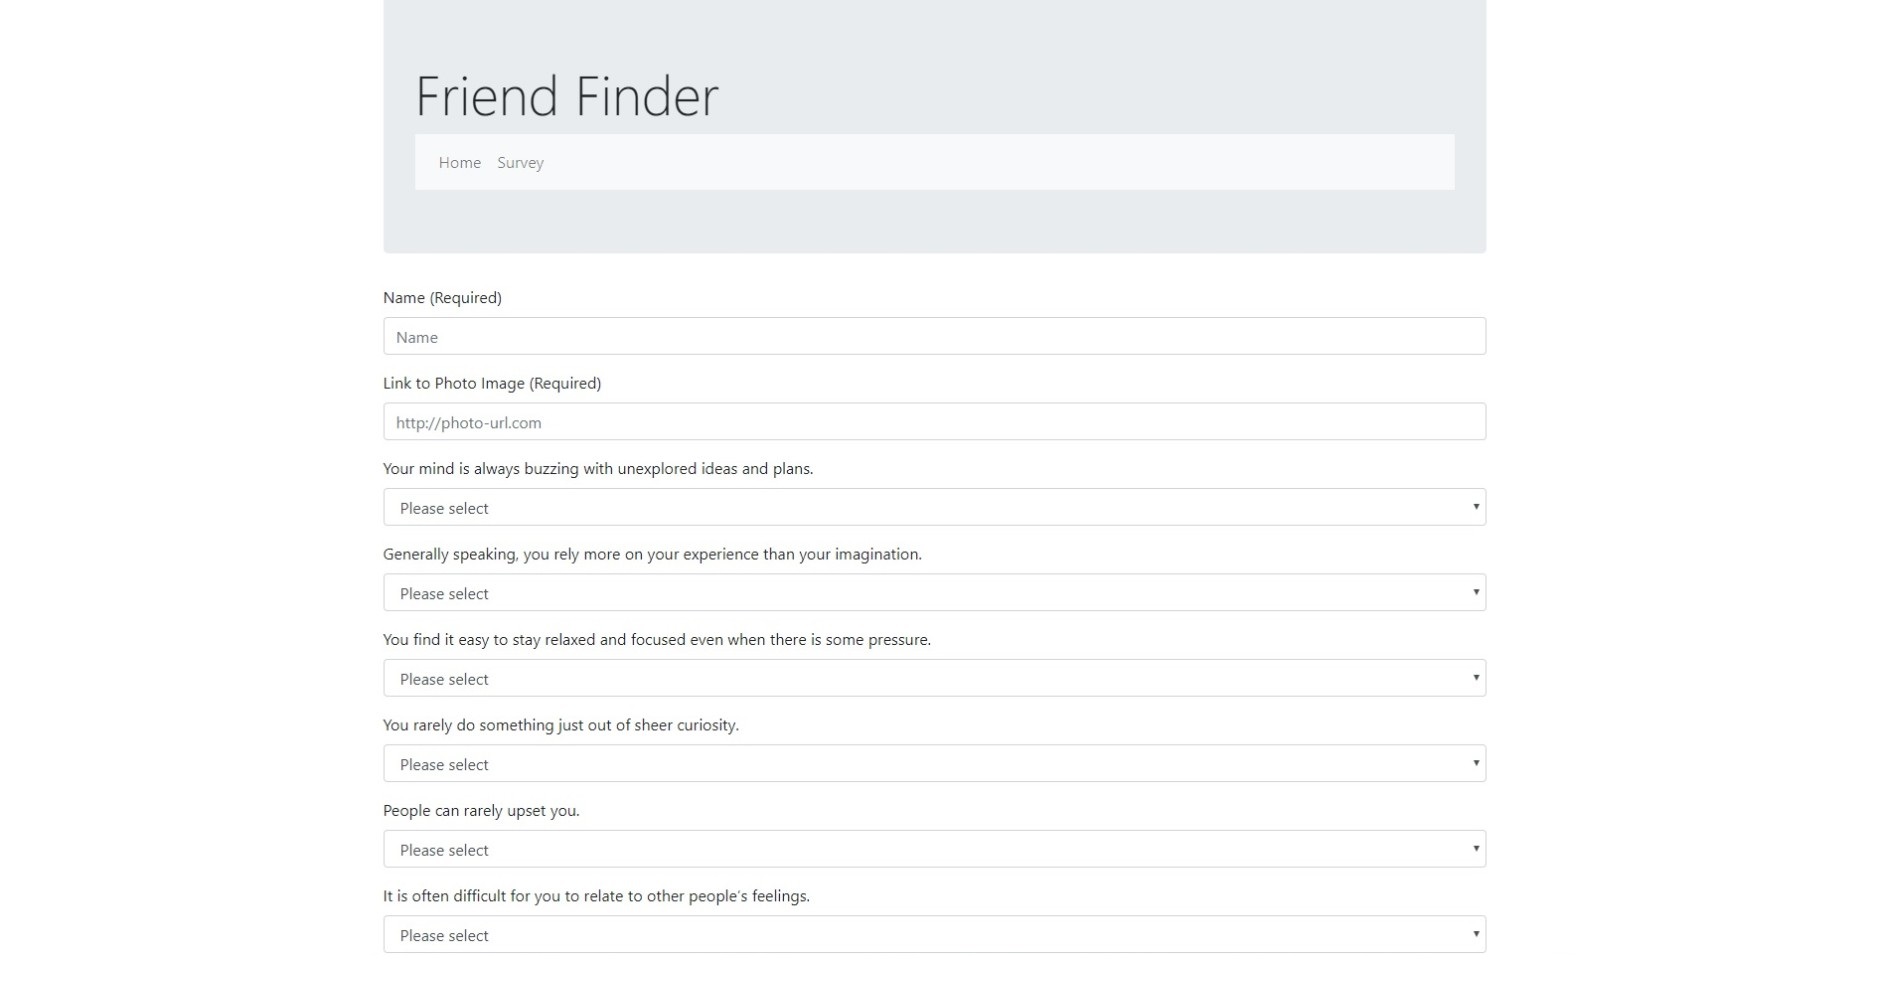 Friend Finder
Home Survey
Name (Required)
Name
Link to Photo Image (Required)
http://photo-url.com
Your mind is always buzzing with unexplored ideas and plans.
Please select
Generally speaking, you rely more on your experience than your imagination.
Please select
You find it easy to stay relaxed and focused even when there is some pressure.
Please select
You rarely do something just out of sheer curiosity.
Please select
People can rarely upset you.
Please select
It is often difficult for you to relate to other people's feelings.
Please select